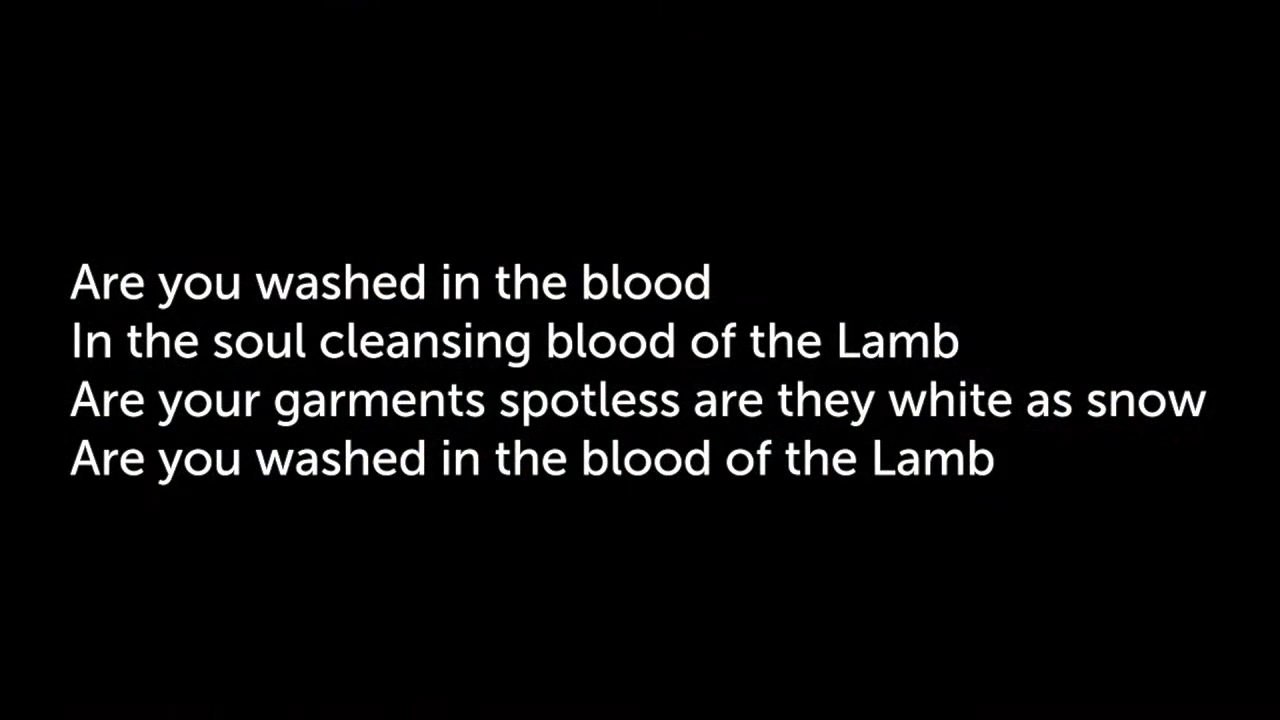 Are you washed in the blood
In the soul cleansing blood of the Lamb
Are your garments spotless are they white as snow
Are you washed in the blood of the Lamb